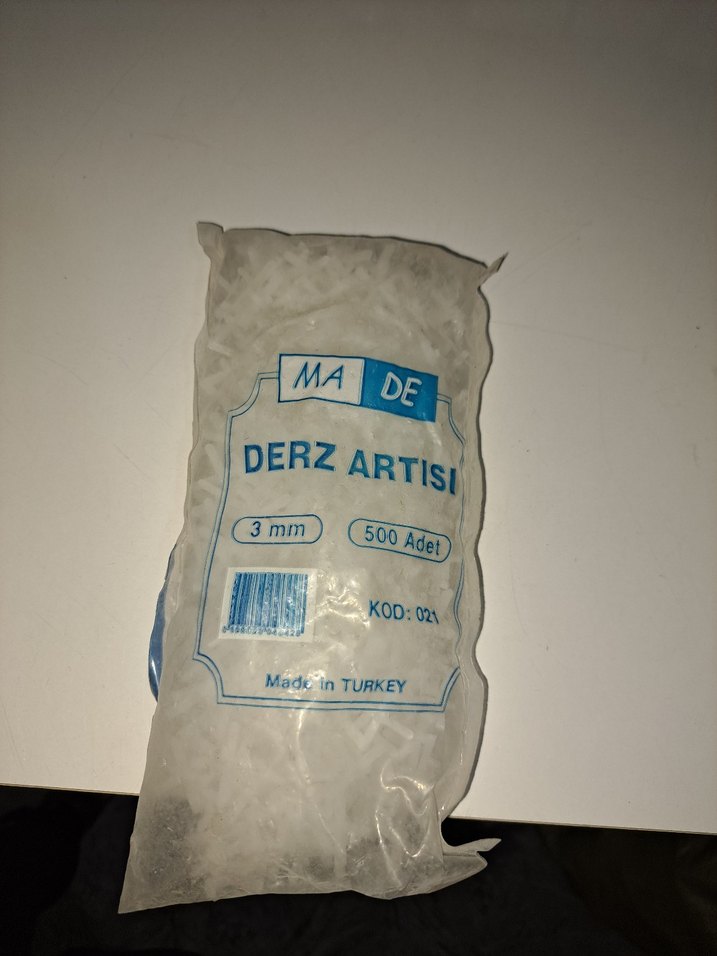 MA DE
DERZ ARTISI
3 mm
500 Adet
KOD: 021
Made in TURKEY